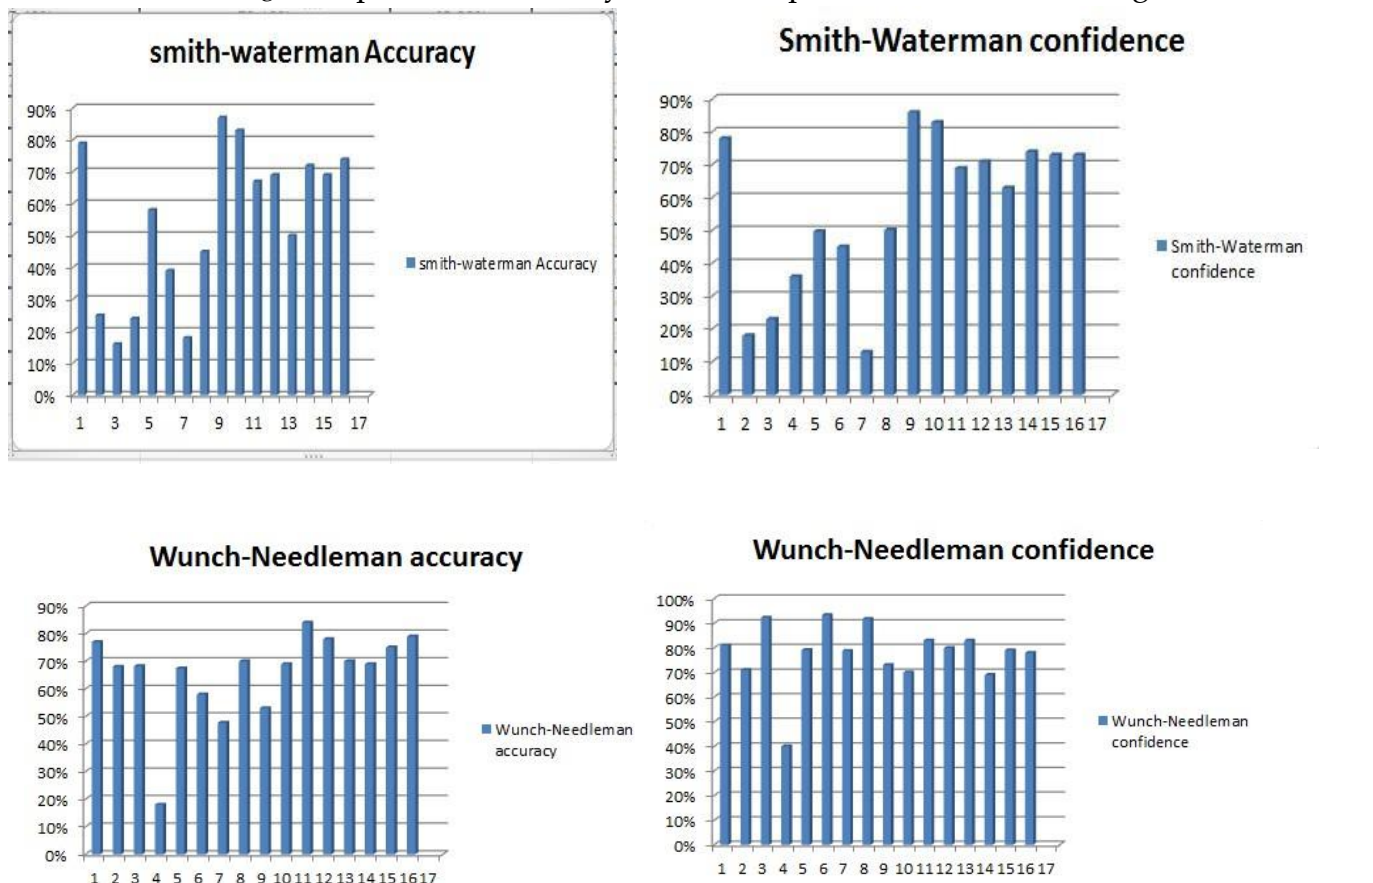 smith-waterman Accuracy
90%
80%
70%
60%
50%
40%
30%
20%
10%
0%
1 3 5 7 9 11 13 15 17
smith-waterman Accuracy
Smith-Waterman confidence
90%
80%
70%
60%
50%
40%
30%
20%
10%
0%
1 2 3 4 5 6 7 8 9 10 11 12 13 14 15 16 17
Smith-Waterman
confidence
Wunch-Needleman accuracy
90%
80%
70%
60%
50%
40%
30%
20%
10%
0%
1 2 3 4 5 6 7 8 9 10 11 12 13 14 15 16 17
Wunch-Needleman
accuracy
Wunch-Needleman confidence
100%
90%
80%
70%
60%
50%
40%
30%
20%
10%
0%
1 2 3 4 5 6 7 8 9 10 11 12 13 14 15 16 17
Wunch-Needleman
confidence